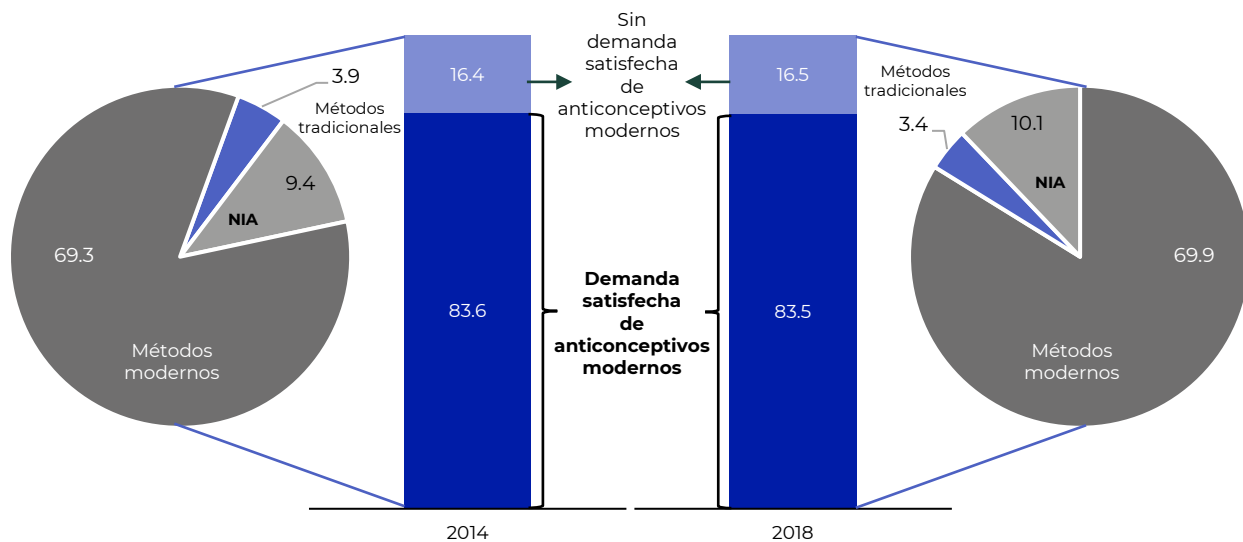 3.9
Métodos
tradicionales
9.4
NIA
69.3
Métodos
modernos
16.4
83.6
2014
Sin
demanda
satisfecha
de
anticonceptivos
modernos
Demanda
satisfecha
de
anticonceptivos
modernos
16.5
83.5
2018
Métodos
tradicionales
3.4
10.1
NIA
69.9
Métodos
modernos